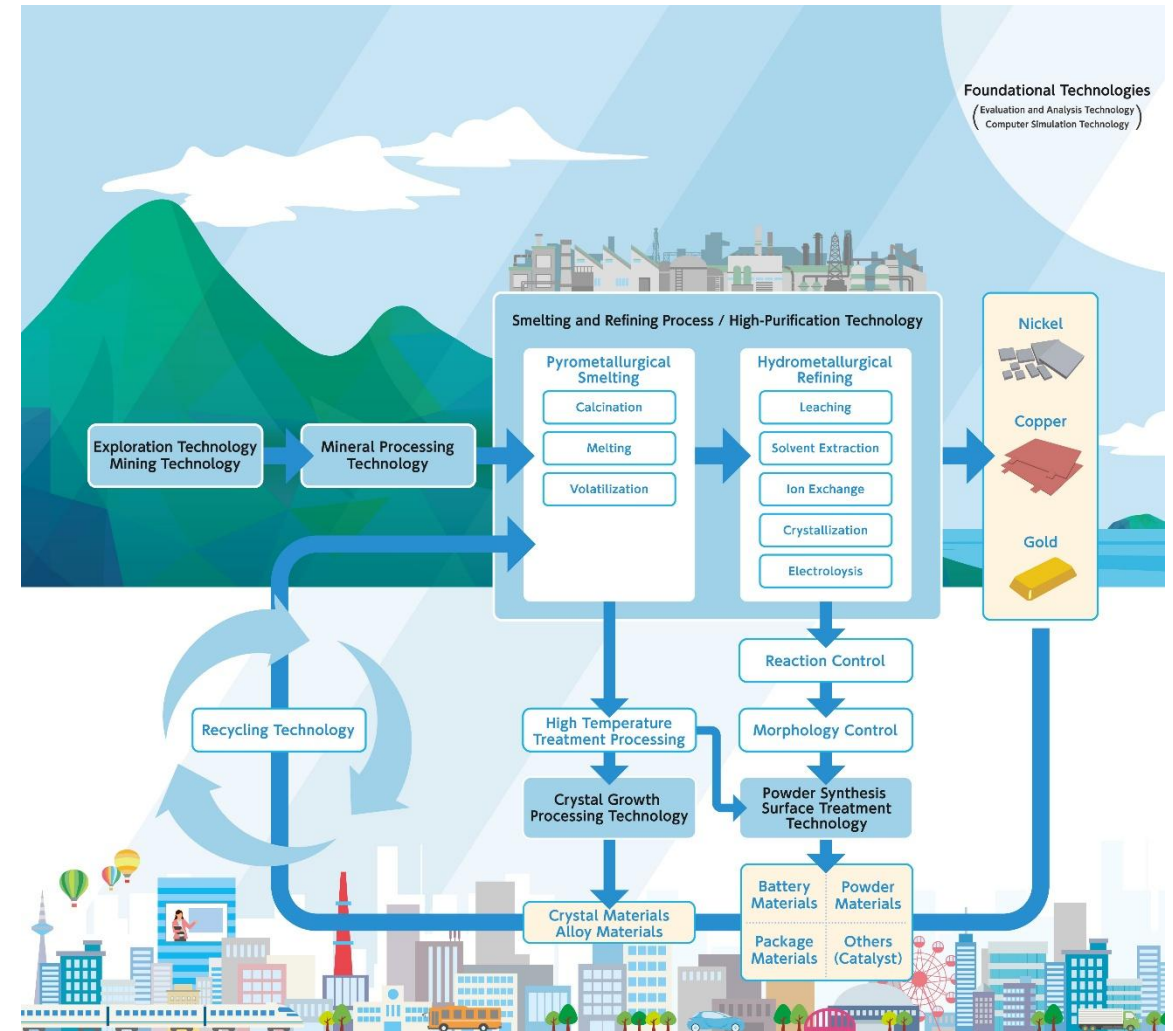 Foundational Technologies
(Evaluation and Analysis Technology
Computer Simulation Technology)
Smelting and Refining Process / High-Purification Technology
Pyrometallurgical
Smelting
Calcination
Melting
Volatilization
Hydrometallurgical
Refining
Leaching
Solvent Extraction
Ion Exchange
Crystallization
Electroloysis
Nickel
Copper
Gold
Exploration Technology
Mining Technology
Mineral Processing
Technology
Recycling Technology
High Temperature
Treatment Processing
Crystal Growth
Processing Technology
Crystal Materials
Alloy Materials
Reaction Control
Morphology Control
Powder Synthesis
Surface Treatment
Technology
Battery
Materials
Powder
Materials
Package
Materials
Others
(Catalyst)